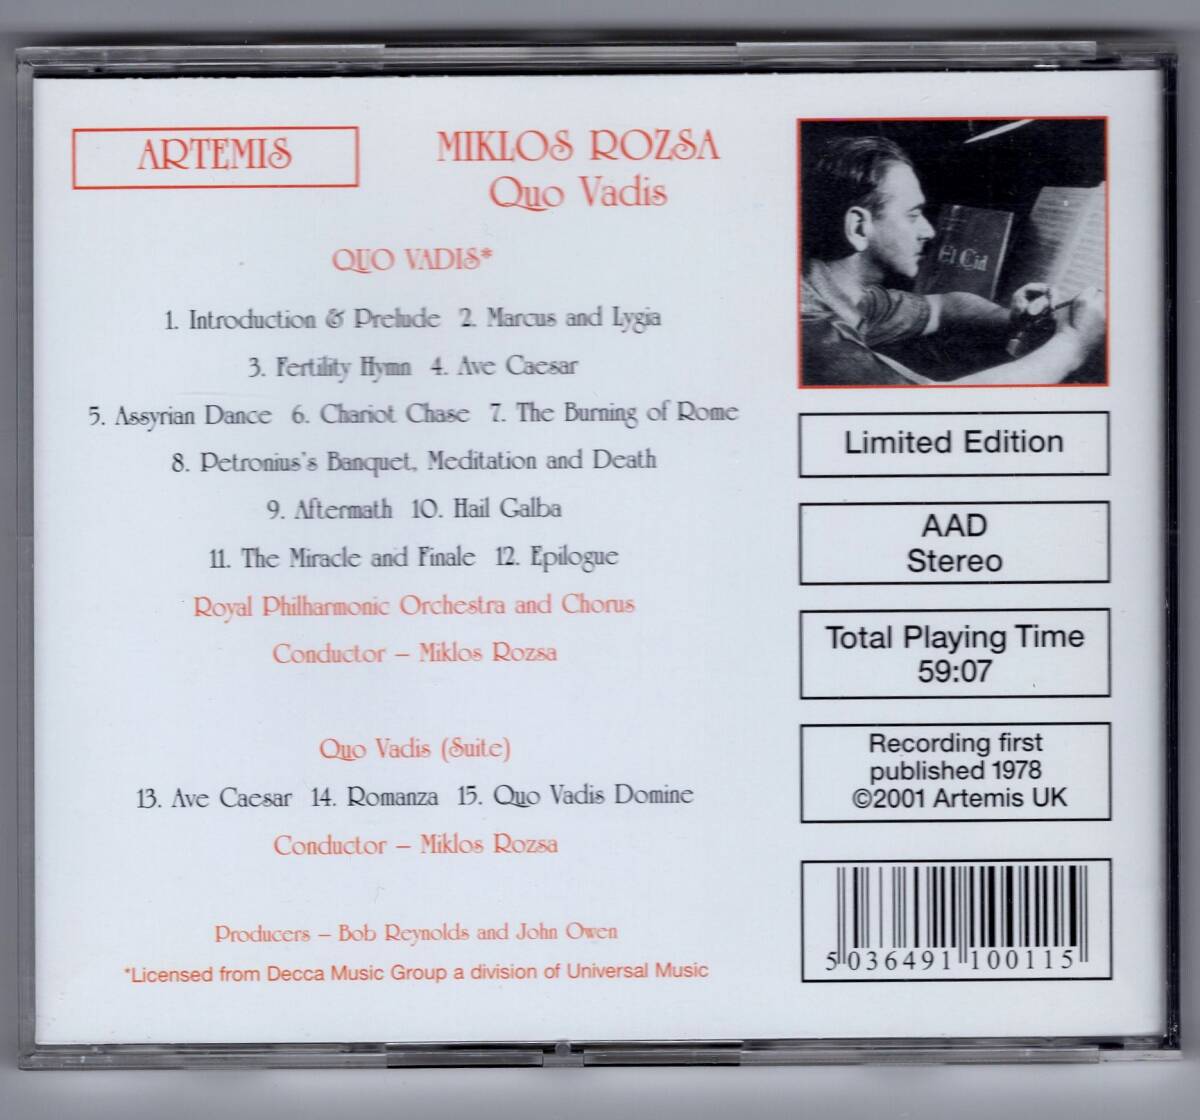 ARTEMIS
MIKLOS ROZSA
Quo Vadis
QUO VADIS*
1. Introduction & Prelude 2. Marcus and Lygia
3. Fertility Hymn 4. Ave Caesar
5. Assyrian Dance 6. Chariot Chase 7. The Burning of Rome
8. Petronius's Banquet, Meditation and Death
9. Aftermath 10. Hail Galba
11. The Miracle and Finale 12. Epilogue
Royal Philharmonic Orchestra and Chorus
Conductor – Miklos Rozsa
Quo Vadis (Suite)
13. Ave Caesar 14. Romanza 15. Quo Vadis Domine
Conductor – Miklos Rozsa
Producers – Bob Reynolds and John Owen
*Licensed from Decca Music Group a division of Universal Music
El Cid
Limited Edition
AAD
Stereo
Total Playing Time
59:07
Recording first
published 1978
©2001 Artemis UK
5 036491 100115